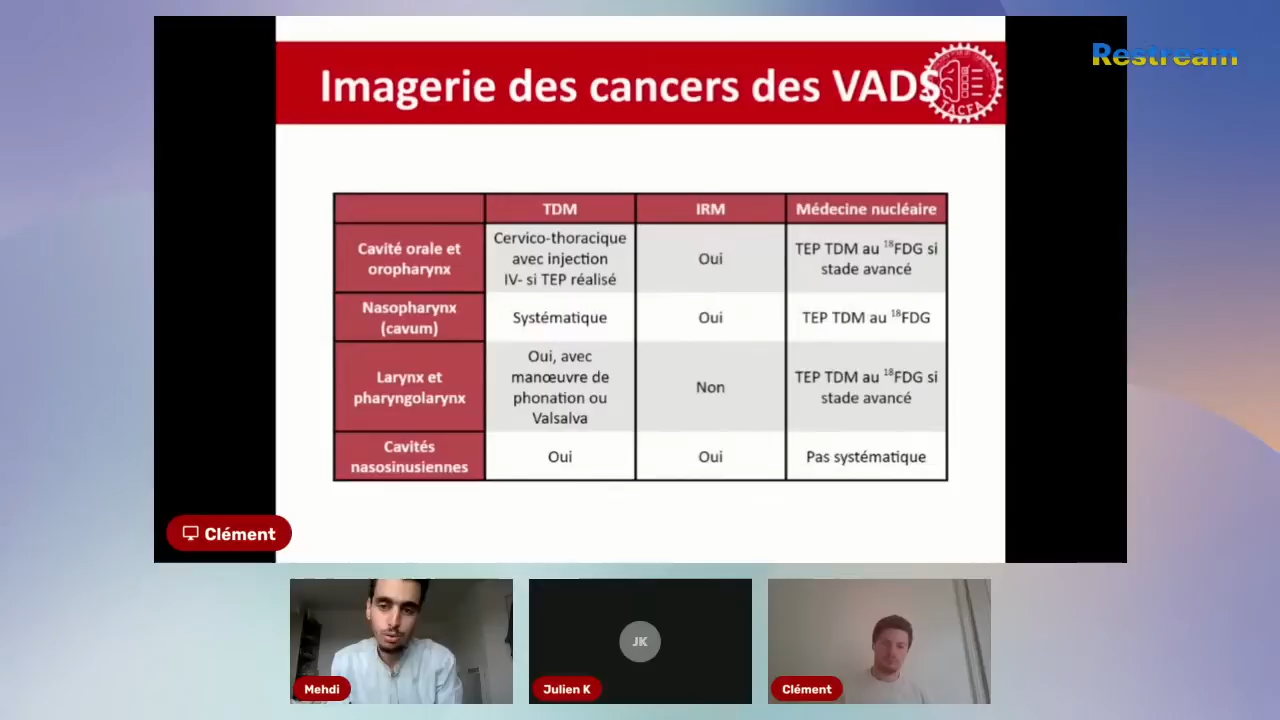 Restream
Imagerie des cancers des VADS
TACFA
TDM
IRM
Médecine nucléaire
Cavité orale et
oropharynx
Cervico-thoracique
avec injection
IV- si TEP réalisé
Oui
TEP TDM au ¹⁸FDG si
stade avancé
Nasopharynx
(cavum)
Systématique
Oui
TEP TDM au ¹⁸FDG
Larynx et
pharyngolarynx
Oui, avec
manœuvre de
phonation ou
Valsalva
Non
TEP TDM au ¹⁸FDG si
stade avancé
Cavités
nasosinusiennes
Oui
Oui
Pas systématique
Clément
JK
Mehdi
Julien K
Clément